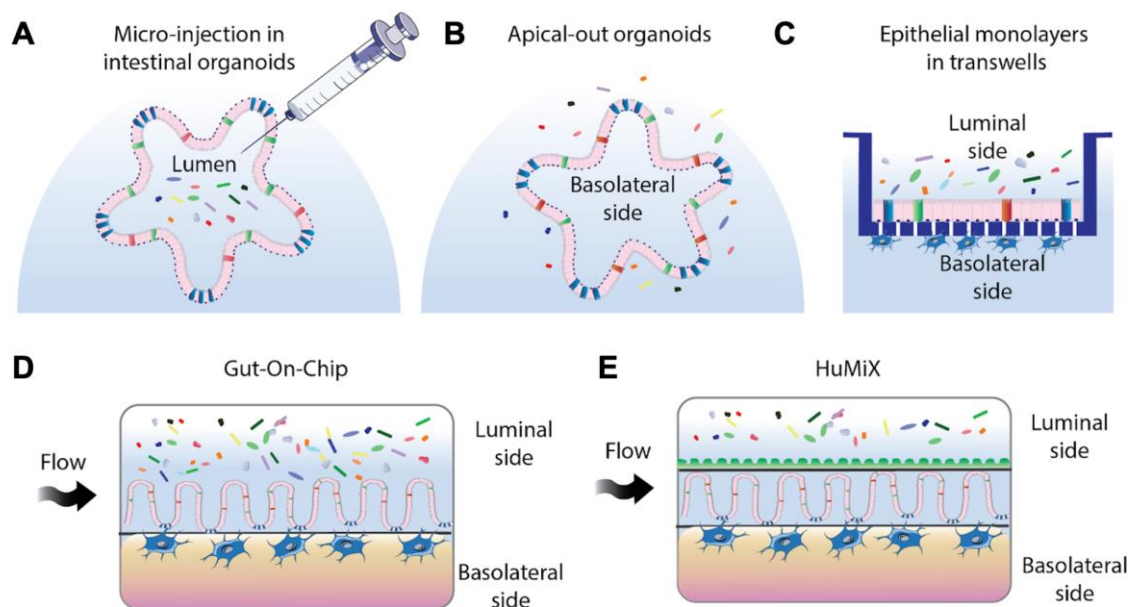 A
Micro-injection in
intestinal organoids
Lumen
B
Apical-out organoids
Basolateral
side
C
Epithelial monolayers
in transwells
Luminal
side
Basolateral
side
D
Gut-On-Chip
Flow
Luminal
side
Basolateral
side
E
HuMiX
Flow
Luminal
side
Basolateral
side